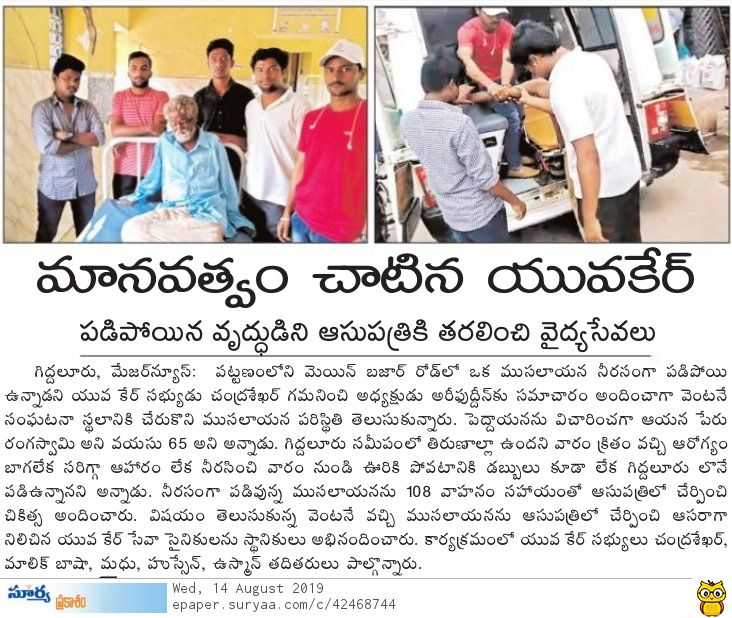 మానవత్వం చాటిన యువకేర్
పడిపోయిన వృద్ధుడిని ఆసుపత్రికి తరలించి వైద్యసేవలు
గిద్దలూరు, మేజర్‌న్యూస్: పట్టణంలోని మెయిన్ బజార్ రోడ్‌లో ఒక ముసలాయన నీరసంగా పడిపోయి
ఉన్నాడని యువ కేర్ సభ్యుడు చంద్రశేఖర్ గమనించి అధ్యక్షుడు అరీఫుద్దీన్‌కు సమాచారం అందించాగా వెంటనే
సంఘటనా స్థలానికి చేరుకొని ముసలాయన పరిస్థితి తెలుసుకున్నారు. పెద్దాయనను విచారించగా ఆయన పేరు
రంగస్వామి అని వయసు 65 అని అన్నాడు. గిద్దలూరు సమీపంలో తిరుణాల్లా ఉందని వారం క్రితం వచ్చి ఆరోగ్యం
బాగలేక సరిగ్గా ఆహారం లేక నీరసించి వారం నుండి ఊరికి పోవటానికి డబ్బులు కూడా లేక గిద్దలూరు లోనే
పడిఉన్నానని అన్నాడు. నీరసంగా పడివున్న ముసలాయనను 108 వాహనం సహాయంతో ఆసుపత్రిలో చేర్పించి
చికిత్స అందించారు. విషయం తెలుసుకున్న వెంటనే వచ్చి ముసలాయనను ఆసుపత్రిలో చేర్పించి ఆసరాగా
నిలిచిన యువ కేర్ సేవా సైనికులను స్థానికులు అభినందించారు. కార్యక్రమంలో యువ కేర్ సభ్యులు చంద్రశేఖర్,
మాలిక్ బాషా, మధు, హుస్సేన్, ఉస్మాన్ తదితరులు పాల్గొన్నారు.
సూర్య ప్రకాశం
Wed, 14 August 2019
epaper.suryaa.com/c/42468744